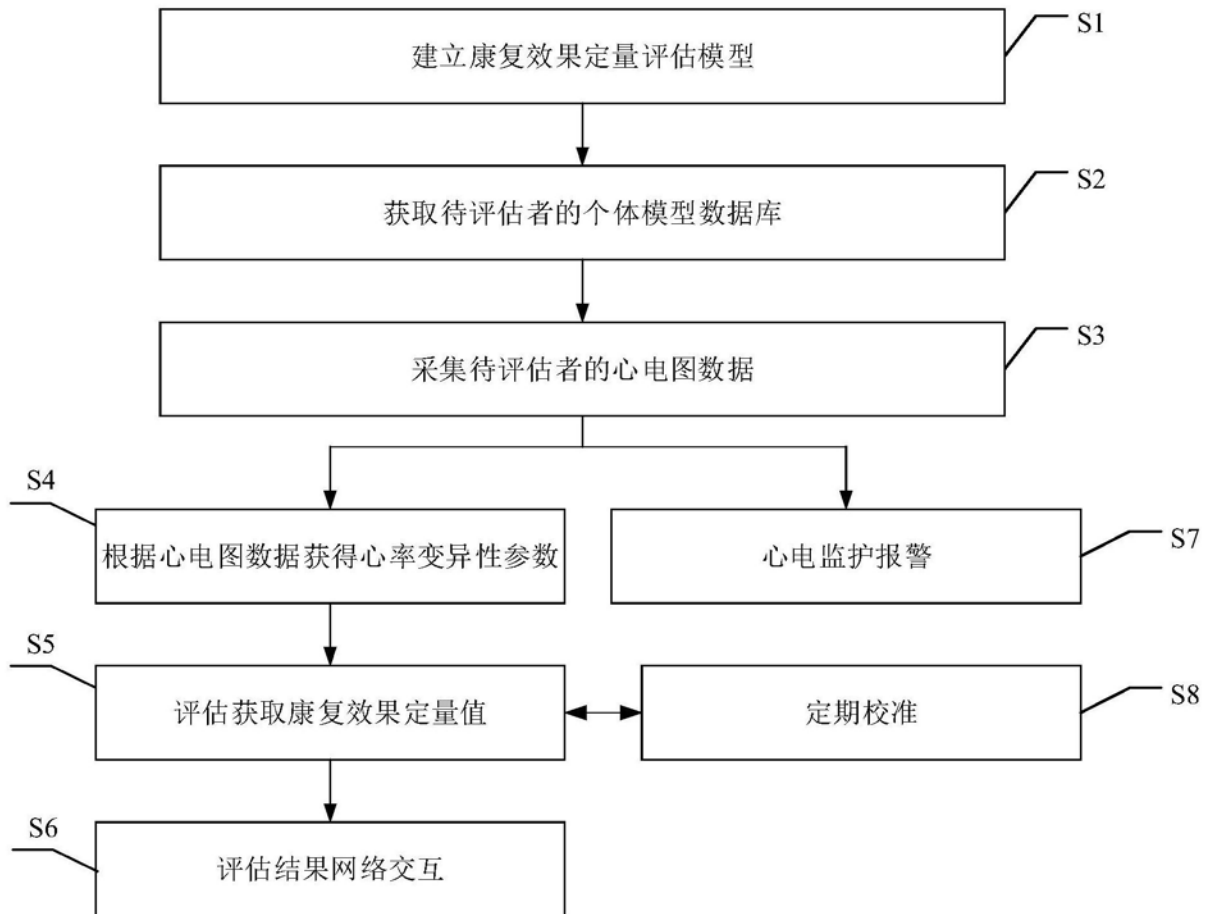 S1
建立康复效果定量评估模型
S2
获取待评估者的个体模型数据库
S3
采集待评估者的心电图数据
S4
根据心电图数据获得心率变异性参数
S7
心电监护报警
S5
评估获取康复效果定量值
S8
定期校准
S6
评估结果网络交互